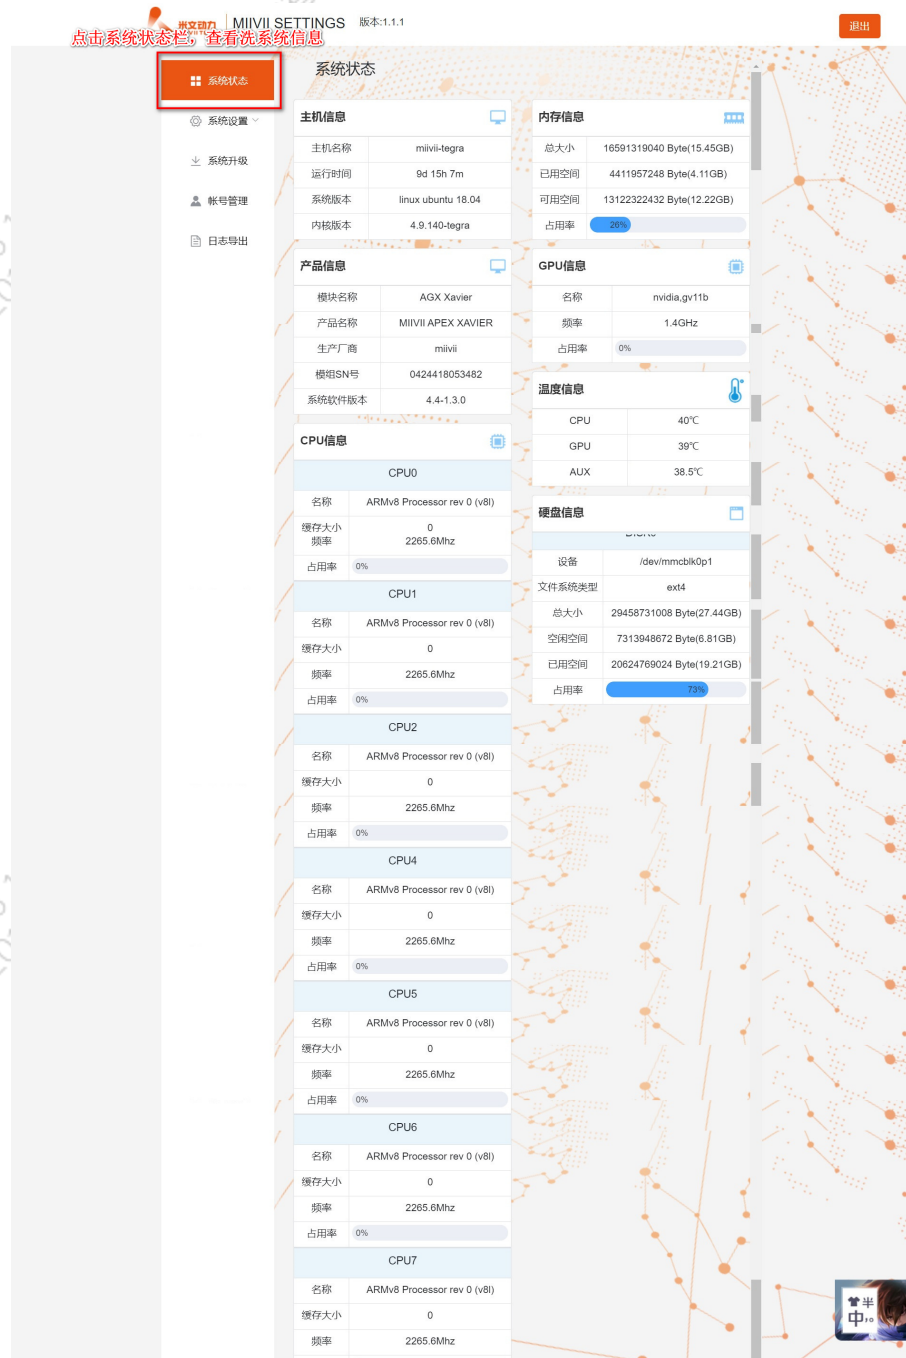 米文动力 MIIVII SETTINGS 版本:1.1.1 退出
点击系统状态栏，查看洗系统信息
系统状态
系统设置
系统升级
帐号管理
日志导出
系统状态
主机信息
主机名称 miivii-tegra
运行时间 9d 15h 7m
系统版本 linux ubuntu 18.04
内核版本 4.9.140-tegra
产品信息
模块名称 AGX Xavier
产品名称 MIIVII APEX XAVIER
生产厂商 miivii
模组SN号 0424418053482
系统软件版本 4.4-1.3.0
CPU信息
CPU0
名称 ARMv8 Processor rev 0 (v8l)
缓存大小 0
频率 2265.6Mhz
占用率 0%
CPU1
名称 ARMv8 Processor rev 0 (v8l)
缓存大小 0
频率 2265.6Mhz
占用率 0%
CPU2
名称 ARMv8 Processor rev 0 (v8l)
缓存大小 0
频率 2265.6Mhz
占用率 0%
CPU4
名称 ARMv8 Processor rev 0 (v8l)
缓存大小 0
频率 2265.6Mhz
占用率 0%
CPU5
名称 ARMv8 Processor rev 0 (v8l)
缓存大小 0
频率 2265.6Mhz
占用率 0%
CPU6
名称 ARMv8 Processor rev 0 (v8l)
缓存大小 0
频率 2265.6Mhz
占用率 0%
CPU7
名称 ARMv8 Processor rev 0 (v8l)
缓存大小 0
频率 2265.6Mhz
内存信息
总大小 16591319040 Byte(15.45GB)
已用空间 4411957248 Byte(4.11GB)
可用空间 13122322432 Byte(12.22GB)
占用率 26%
GPU信息
名称 nvidia,gv11b
频率 1.4GHz
占用率 0%
温度信息
CPU 40℃
GPU 39℃
AUX 38.5℃
硬盘信息
设备 /dev/mmcblk0p1
文件系统类型 ext4
总大小 29458731008 Byte(27.44GB)
空闲空间 7313948672 Byte(6.81GB)
已用空间 20624769024 Byte(19.21GB)
占用率 73%
半
中